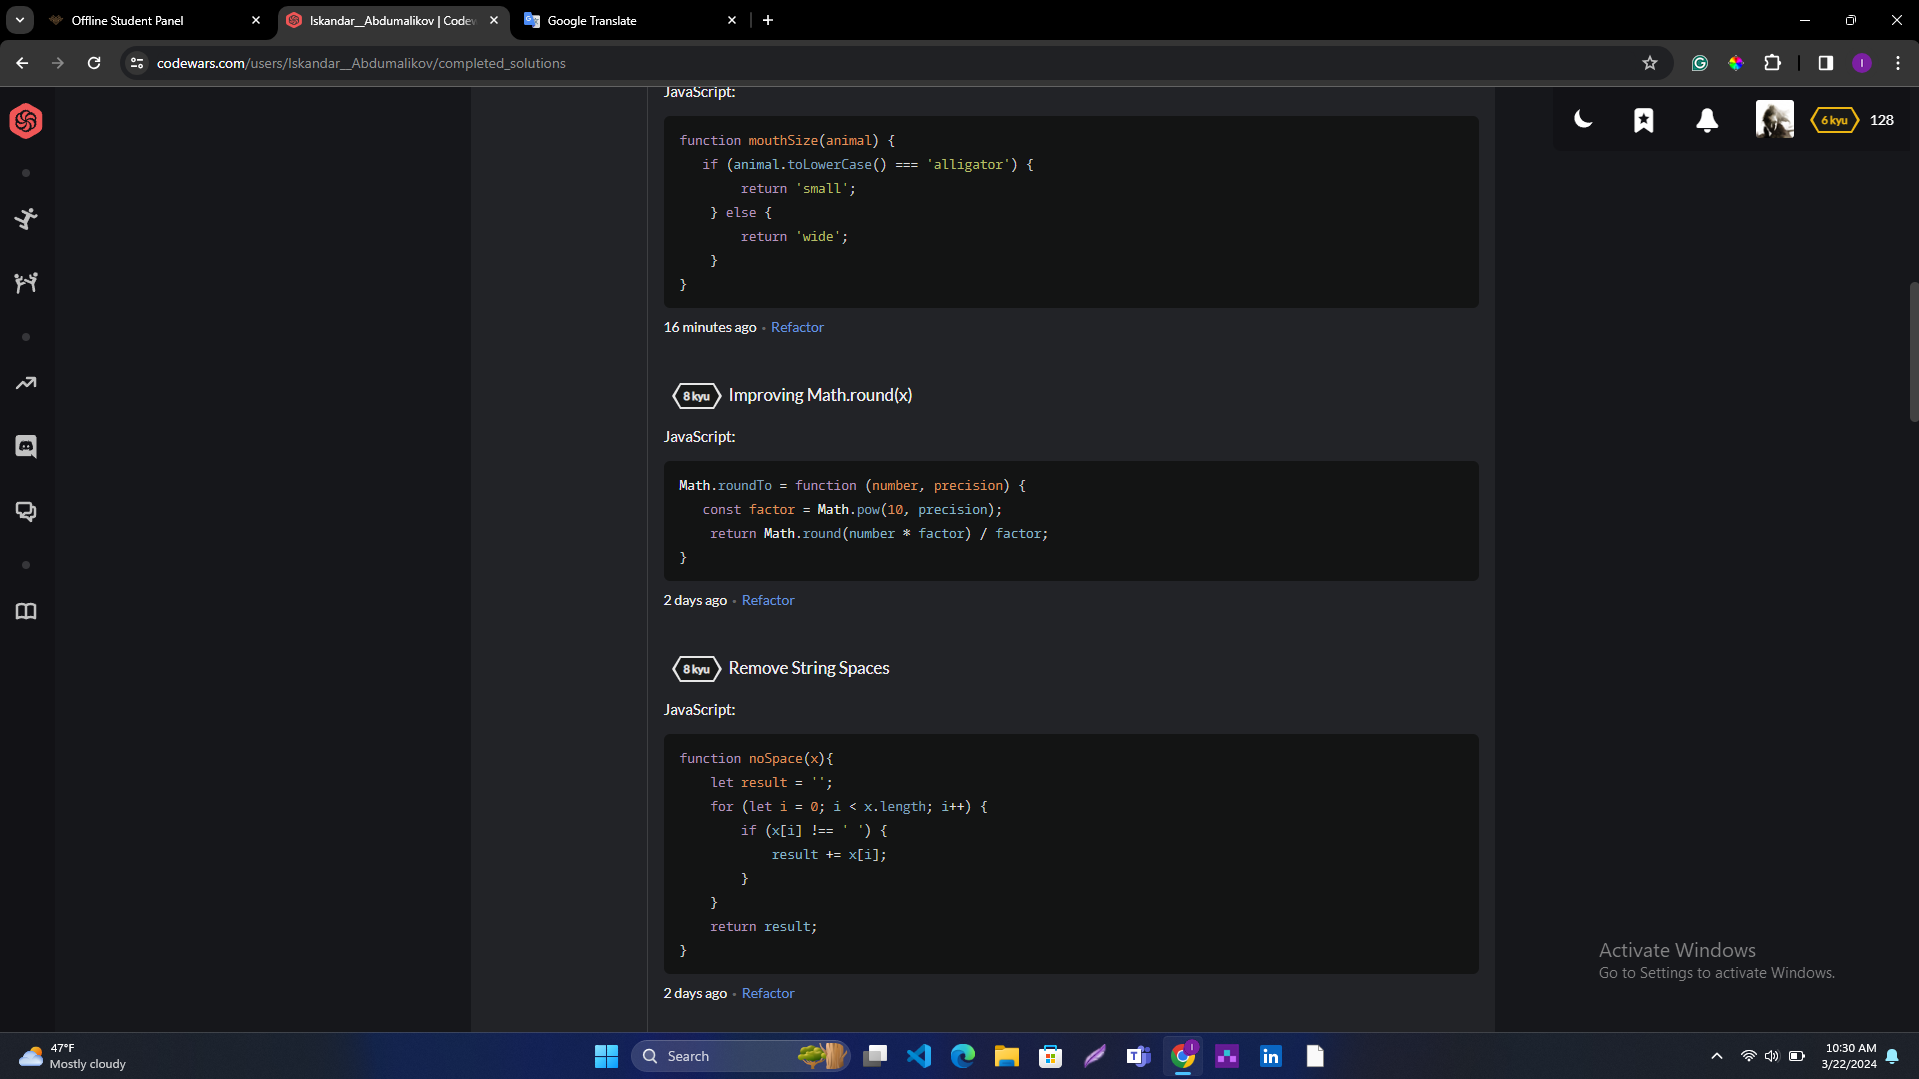 Offline Student Panel
Iskandar__Abdumalikov | Codew
Google Translate
codewars.com/users/Iskandar__Abdumalikov/completed_solutions
6 kyu
128
JavaScript:
function mouthSize(animal) {
   if (animal.toLowerCase() === 'alligator') {
        return 'small';
    } else {
        return 'wide';
    }
}
16 minutes ago • Refactor
8 kyu Improving Math.round(x)
JavaScript:
Math.roundTo = function (number, precision) {
   const factor = Math.pow(10, precision);
    return Math.round(number * factor) / factor;
}
2 days ago • Refactor
8 kyu Remove String Spaces
JavaScript:
function noSpace(x){
    let result = '';
    for (let i = 0; i < x.length; i++) {
        if (x[i] !== ' ') {
            result += x[i];
        }
    }
    return result;
}
2 days ago • Refactor
Activate Windows
Go to Settings to activate Windows.
47°F
Mostly cloudy
Search
10:30 AM
3/22/2024